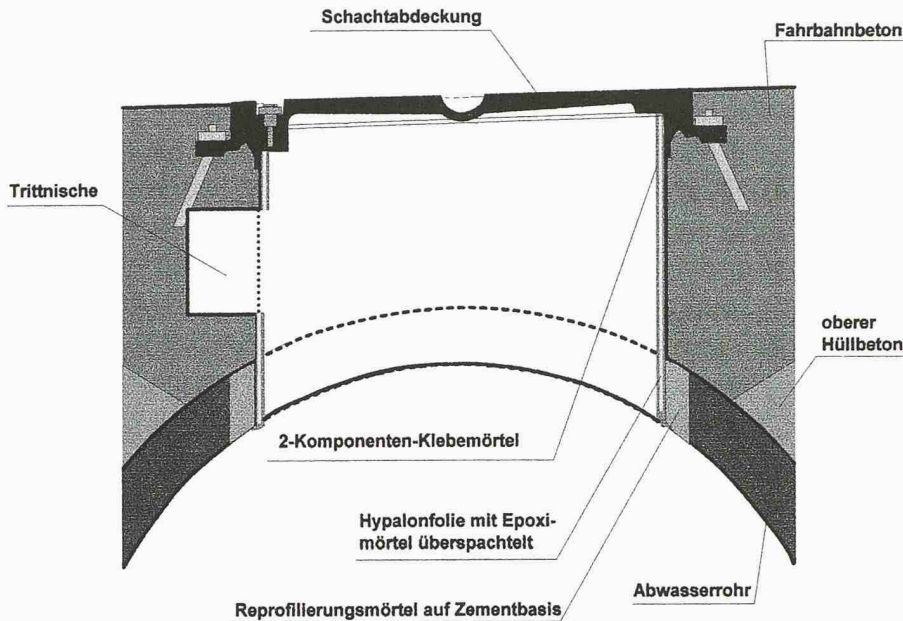 Schachtabdeckung
Fahrbahnbeton
Trittnische
oberer
Hüllbeton
2-Komponenten-Klebemörtel
Hypalonfolie mit Epoxi-
mörtel überspachtelt
Abwasserrohr
Reprofilierungsmörtel auf Zementbasis